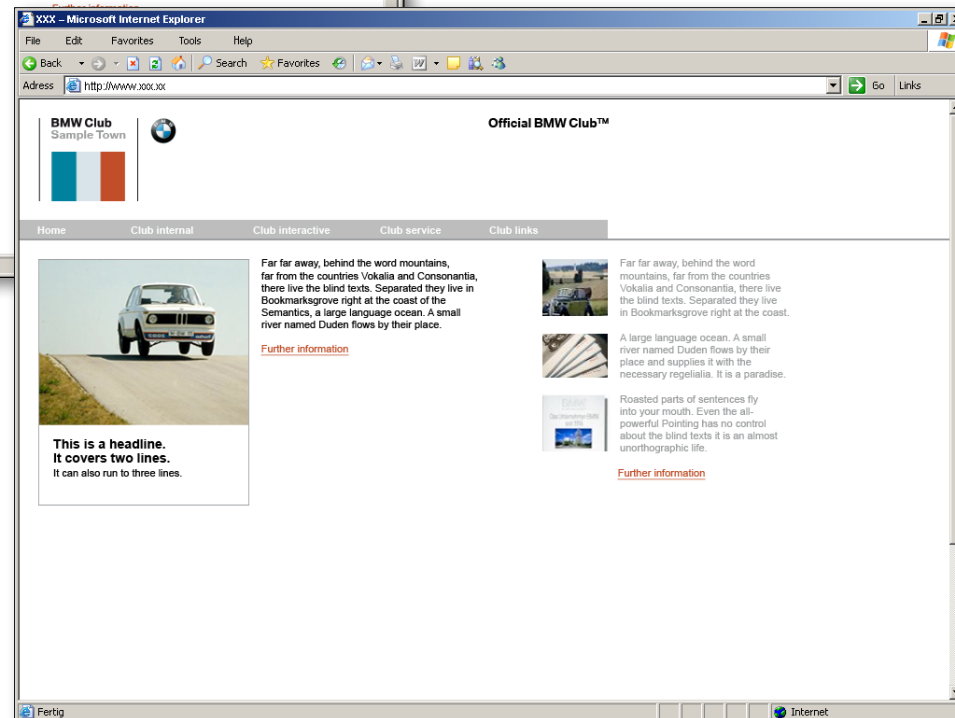 Further information
XXX – Microsoft Internet Explorer
File Edit Favorites Tools Help
Back Search Favorites
Adress http://www.xxx.xx Go Links
BMW Club
Sample Town
Official BMW Club™
Home Club internal Club interactive Club service Club links
Far far away, behind the word mountains,
far from the countries Vokalia and Consonantia,
there live the blind texts. Separated they live in
Bookmarksgrove right at the coast of the
Semantics, a large language ocean. A small
river named Duden flows by their place.
Further information
This is a headline.
It covers two lines.
It can also run to three lines.
Far far away, behind the word
mountains, far from the countries
Vokalia and Consonantia, there live
the blind texts. Separated they live
in Bookmarksgrove right at the coast.
A large language ocean. A small
river named Duden flows by their
place and supplies it with the
necessary regelialia. It is a paradise.
BMW
Roasted parts of sentences fly
into your mouth. Even the all-
powerful Pointing has no control
about the blind texts it is an almost
unorthographic life.
Further information
Fertig Internet